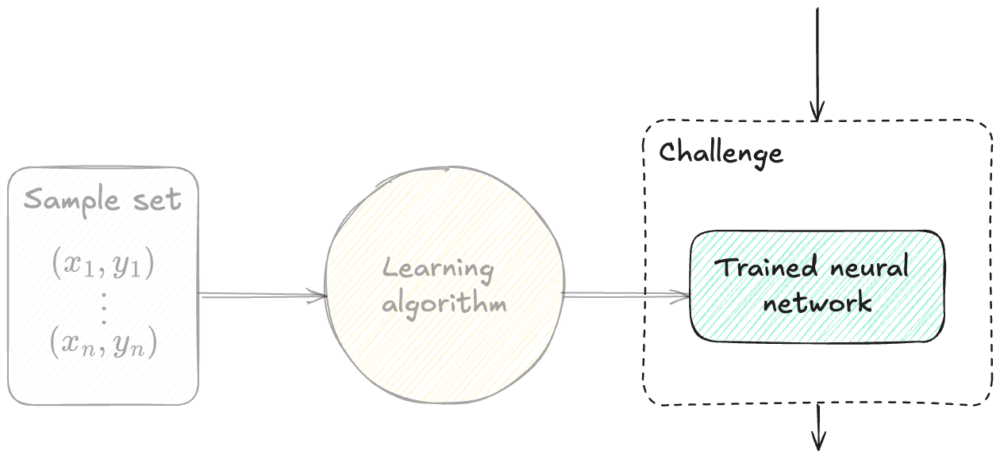 Challenge
Sample set
(x₁, y₁)
⋮
(xₙ, yₙ)
Learning
algorithm
Trained neural
network